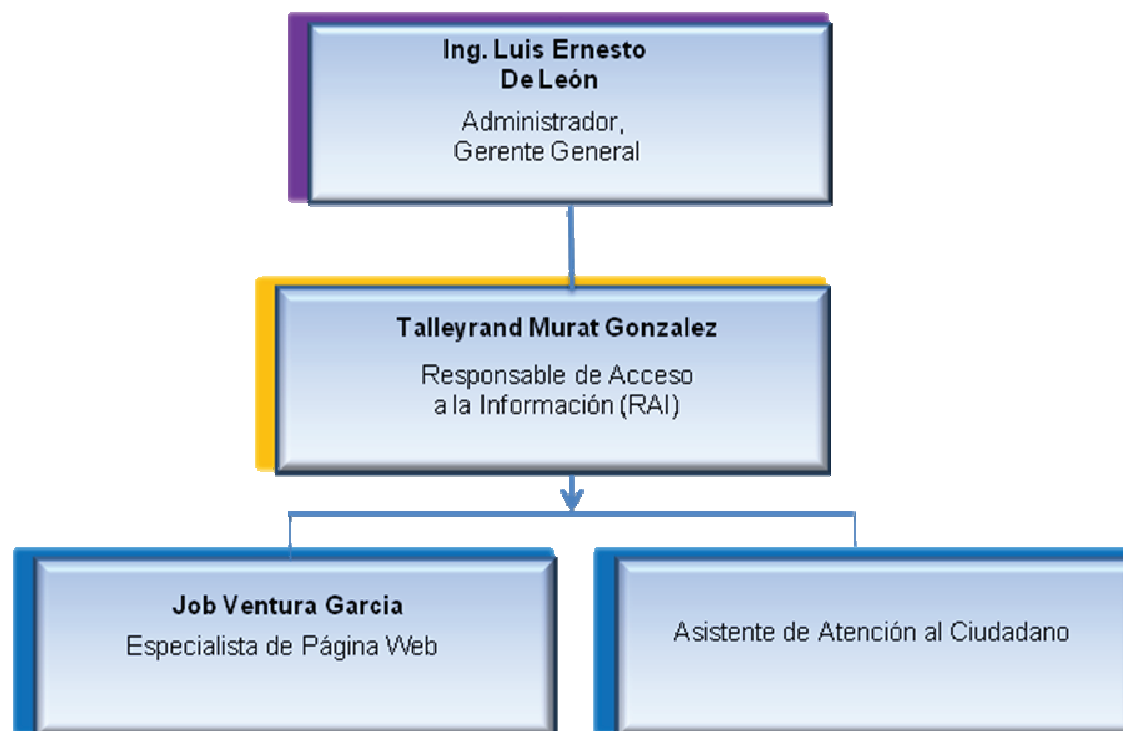 Ing. Luis Ernesto
De León
Administrador,
Gerente General
Talleyrand Murat Gonzalez
Responsable de Acceso
a la Información (RAI)
Job Ventura Garcia
Especialista de Página Web
Asistente de Atención al Ciudadano